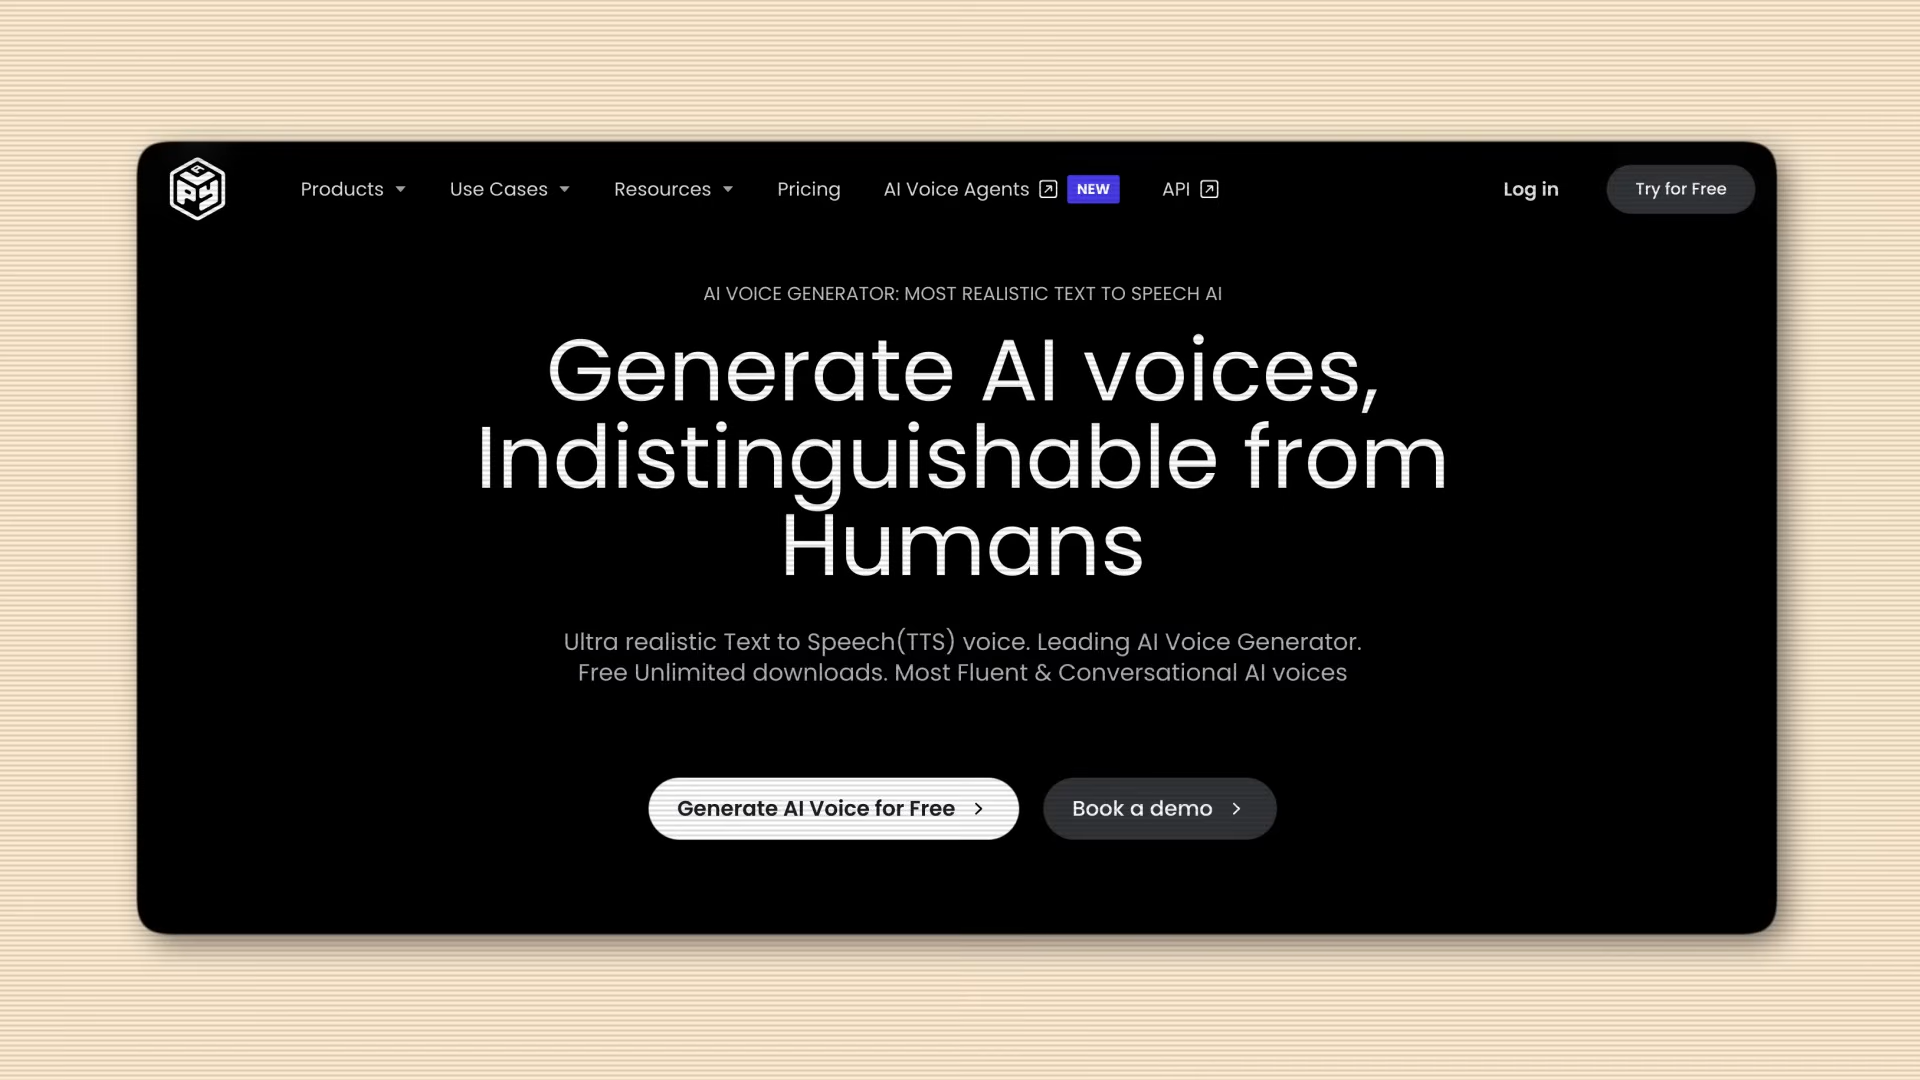 Products
Use Cases
Resources
Pricing
AI Voice Agents
NEW
API
Log in
Try for Free
AI VOICE GENERATOR: MOST REALISTIC TEXT TO SPEECH AI
Generate AI voices,
Indistinguishable from
Humans
Ultra realistic Text to Speech(TTS) voice. Leading AI Voice Generator.
Free Unlimited downloads. Most Fluent & Conversational AI voices
Generate AI Voice for Free
Book a demo